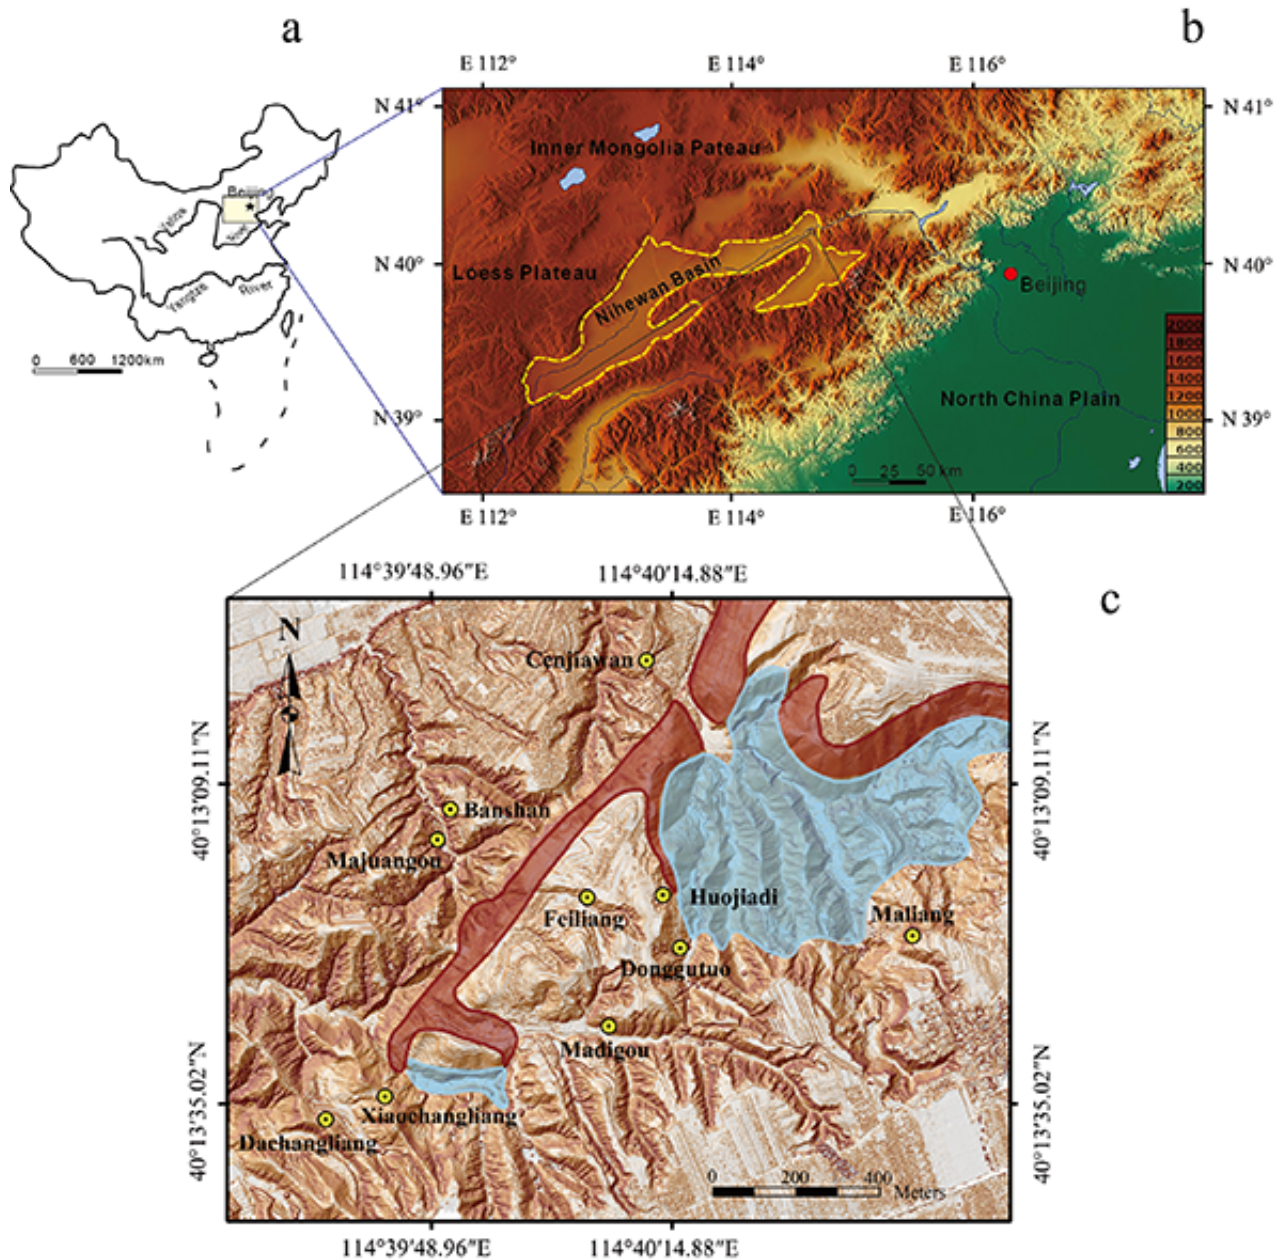 a
Beijing
Yangtze
River
0 600 1200km
b
E 112° E 114° E 116°
N 41° N 41°
Inner Mongolia Pateau
N 40° N 40°
Loess Plateau
Nihewan Basin
Beijing
North China Plain
N 39° N 39°
2000
1800
1600
1400
1200
1000
800
600
400
200
0 25 50 km
E 112° E 114° E 116°
c
114°39′48.96″E 114°40′14.88″E
N
Cenjiawan
40°13′09.11″N 40°13′09.11″N
Banshan
Majuangou
Feiliang
Huojiadi
Maliang
Donggutuo
Madigou
40°13′35.02″N 40°13′35.02″N
Xiaochangliang
Dachangliang
0 200 400
Meters
114°39′48.96″E 114°40′14.88″E